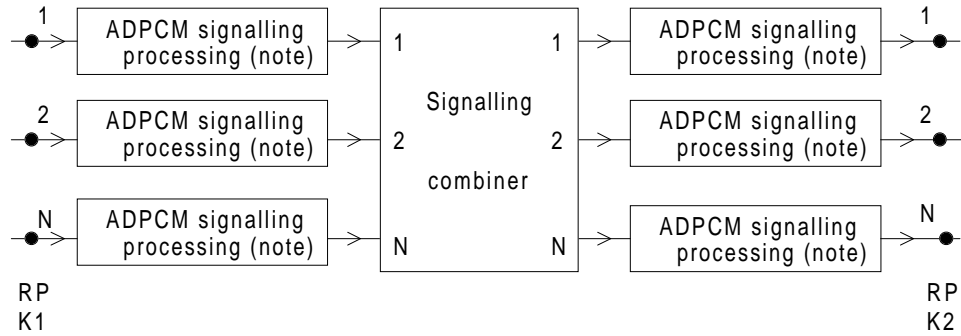 1
ADPCM signalling
processing (note)
1
1
ADPCM signalling
processing (note)
1
2
ADPCM signalling
processing (note)
2
Signalling
combiner
2
ADPCM signalling
processing (note)
2
N
ADPCM signalling
processing (note)
N
N
ADPCM signalling
processing (note)
N
RP
K1
RP
K2